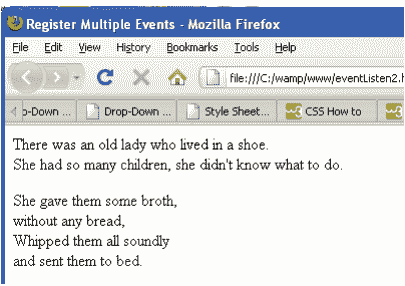 Register Multiple Events - Mozilla Firefox
File Edit View History Bookmarks Tools Help
file:///C:/wamp/www/eventListen2.h
p-Down ... Drop-Down ... Style Sheet... CSS How to
There was an old lady who lived in a shoe.
She had so many children, she didn't know what to do.
She gave them some broth,
without any bread,
Whipped them all soundly
and sent them to bed.